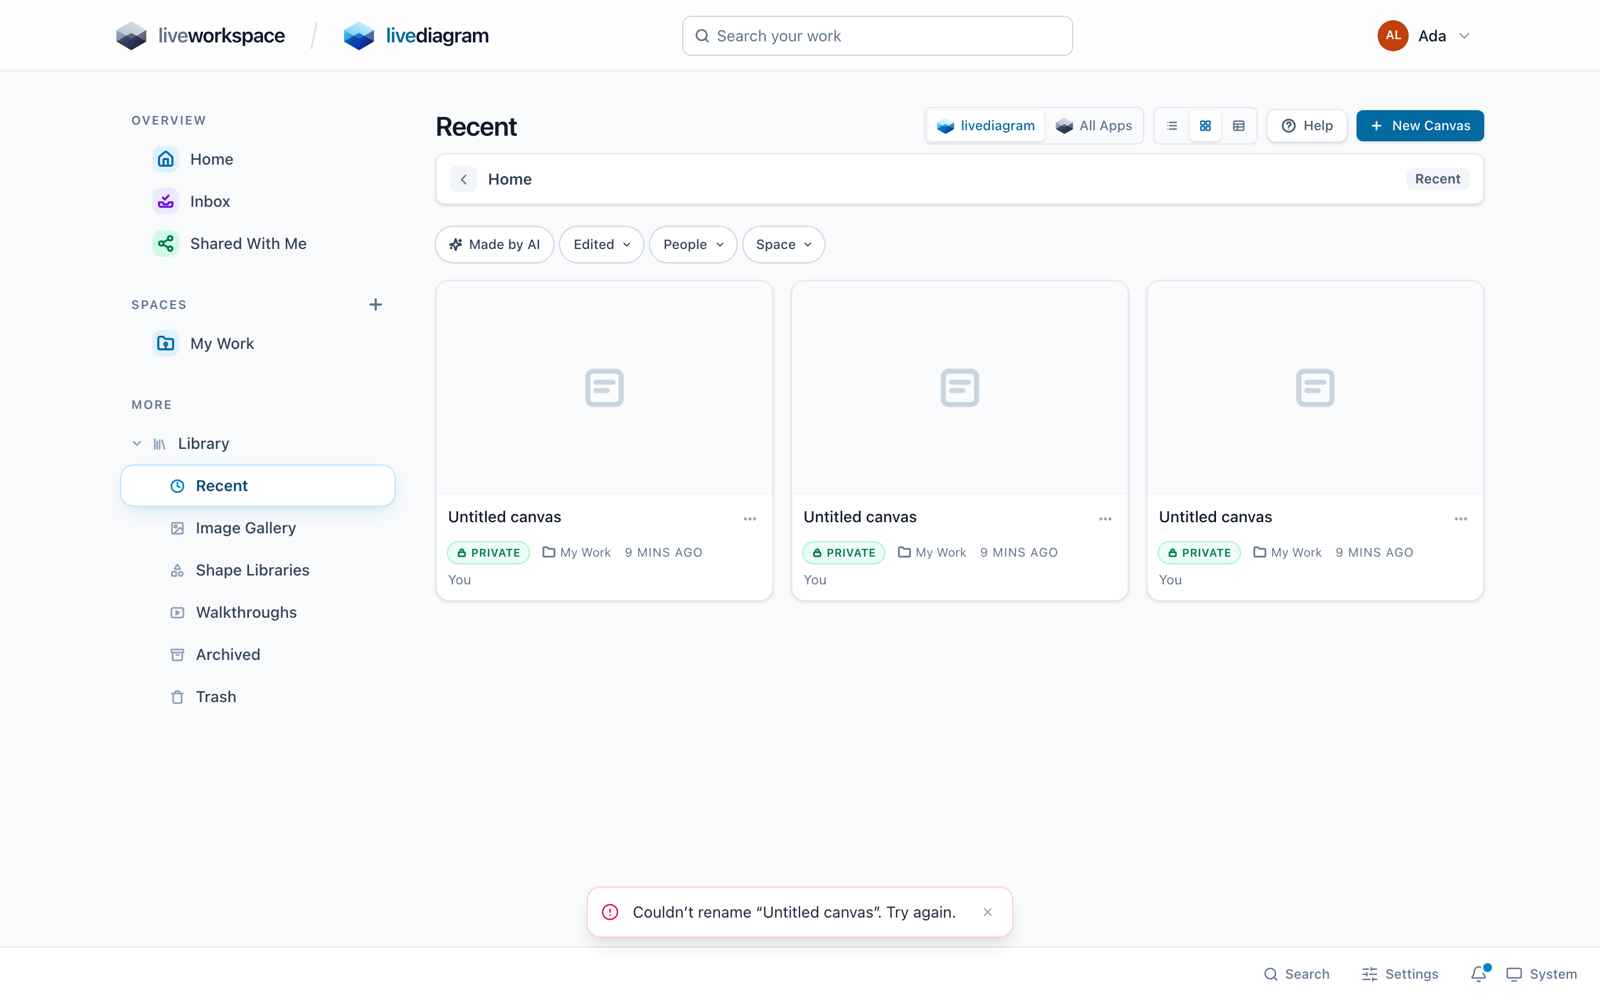 liveworkspace / livediagram
Search your work
AL Ada
OVERVIEW
Home
Inbox
Shared With Me
SPACES
My Work
MORE
Library
Recent
Image Gallery
Shape Libraries
Walkthroughs
Archived
Trash
Recent
livediagram All Apps Help + New Canvas
Home Recent
Made by AI Edited People Space
Untitled canvas
PRIVATE My Work 9 MINS AGO
You
Untitled canvas
PRIVATE My Work 9 MINS AGO
You
Untitled canvas
PRIVATE My Work 9 MINS AGO
You
Couldn’t rename “Untitled canvas”. Try again.
Search Settings System